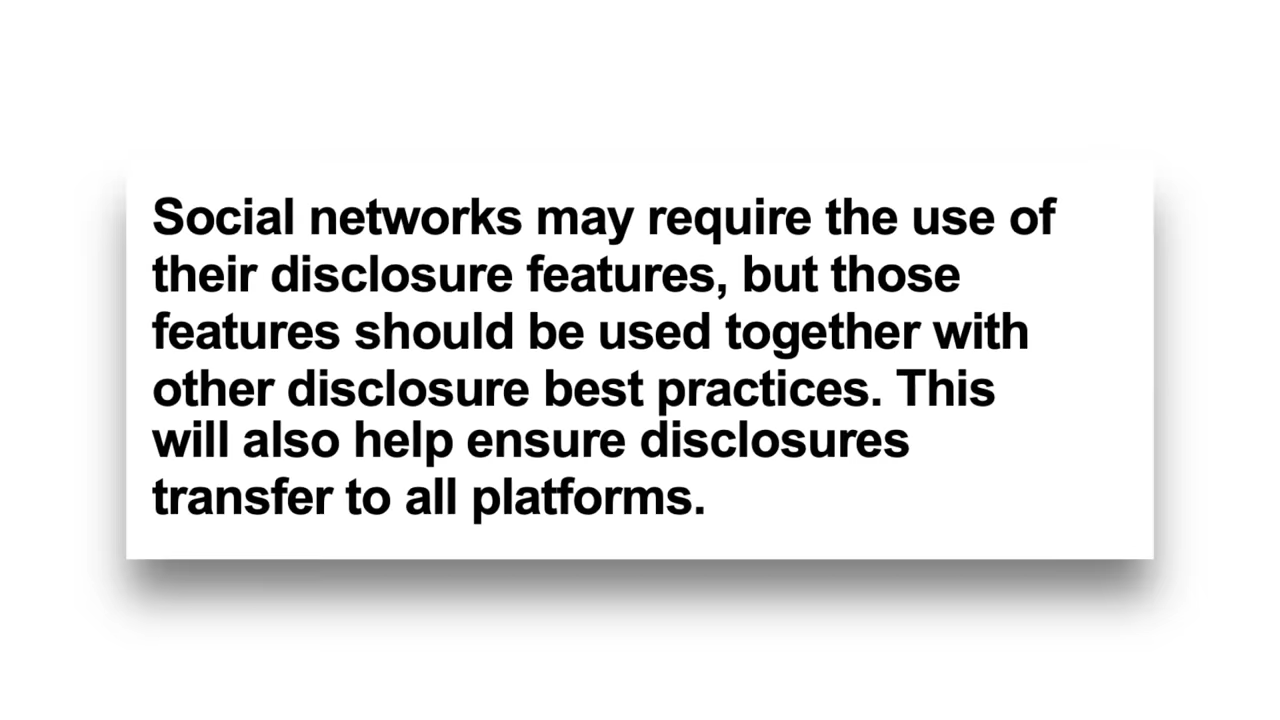 Social networks may require the use of
their disclosure features, but those
features should be used together with
other disclosure best practices. This
will also help ensure disclosures
transfer to all platforms.